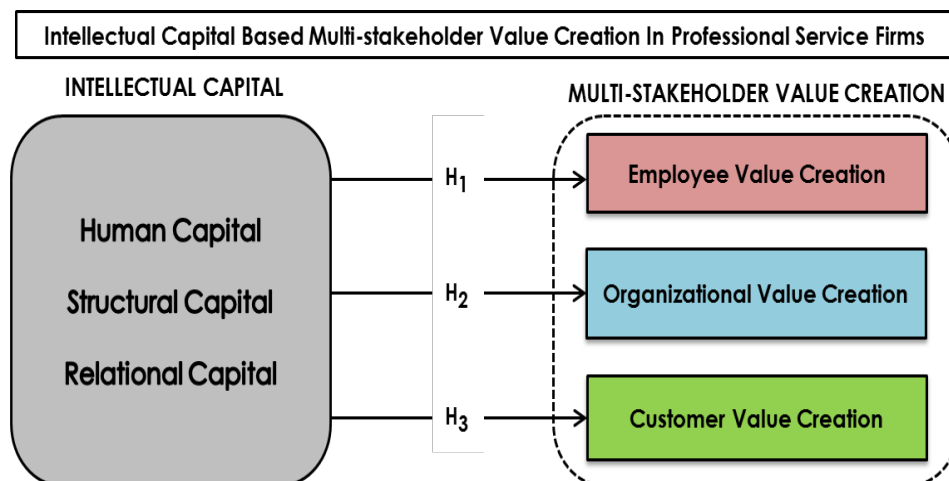 Intellectual Capital Based Multi-stakeholder Value Creation In Professional Service Firms
INTELLECTUAL CAPITAL
MULTI-STAKEHOLDER VALUE CREATION
Human Capital
Structural Capital
Relational Capital
H1
H2
H3
Employee Value Creation
Organizational Value Creation
Customer Value Creation